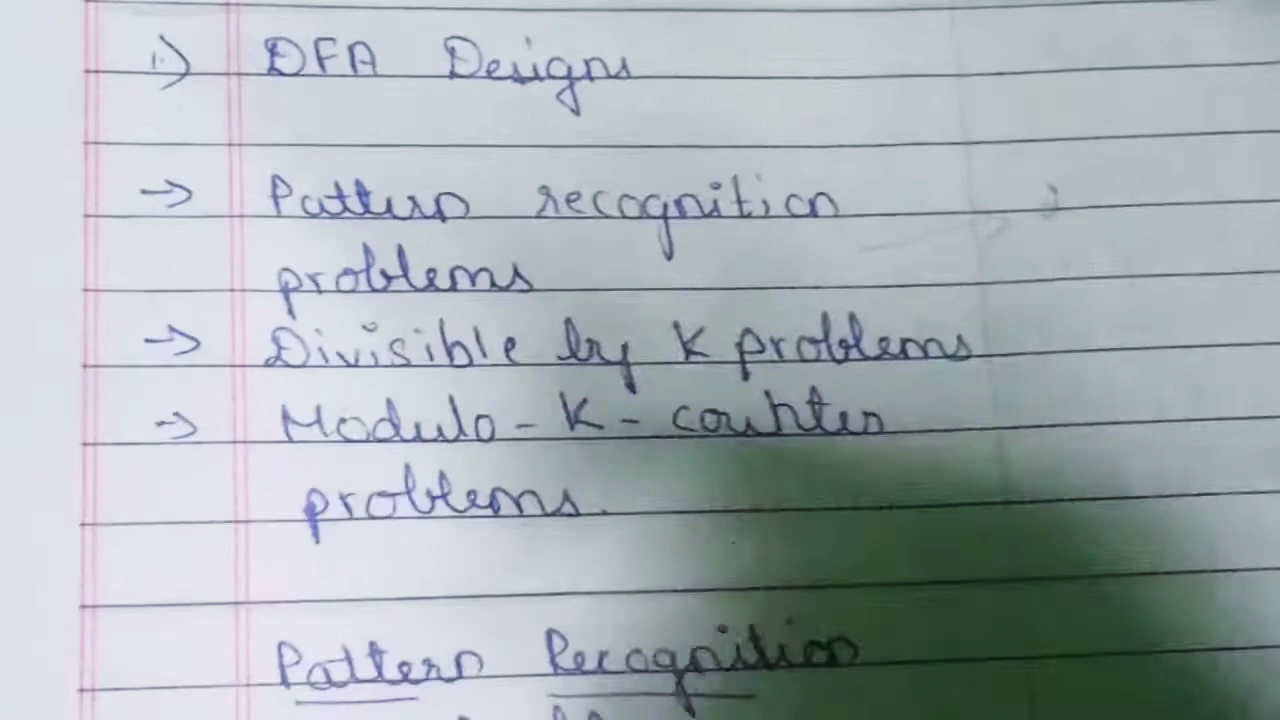 1.) DFA Designs
→ Pattern recognition
problems
→ Divisible by K problems
→ Modulo - K - counter
problems.
Pattern Recognition